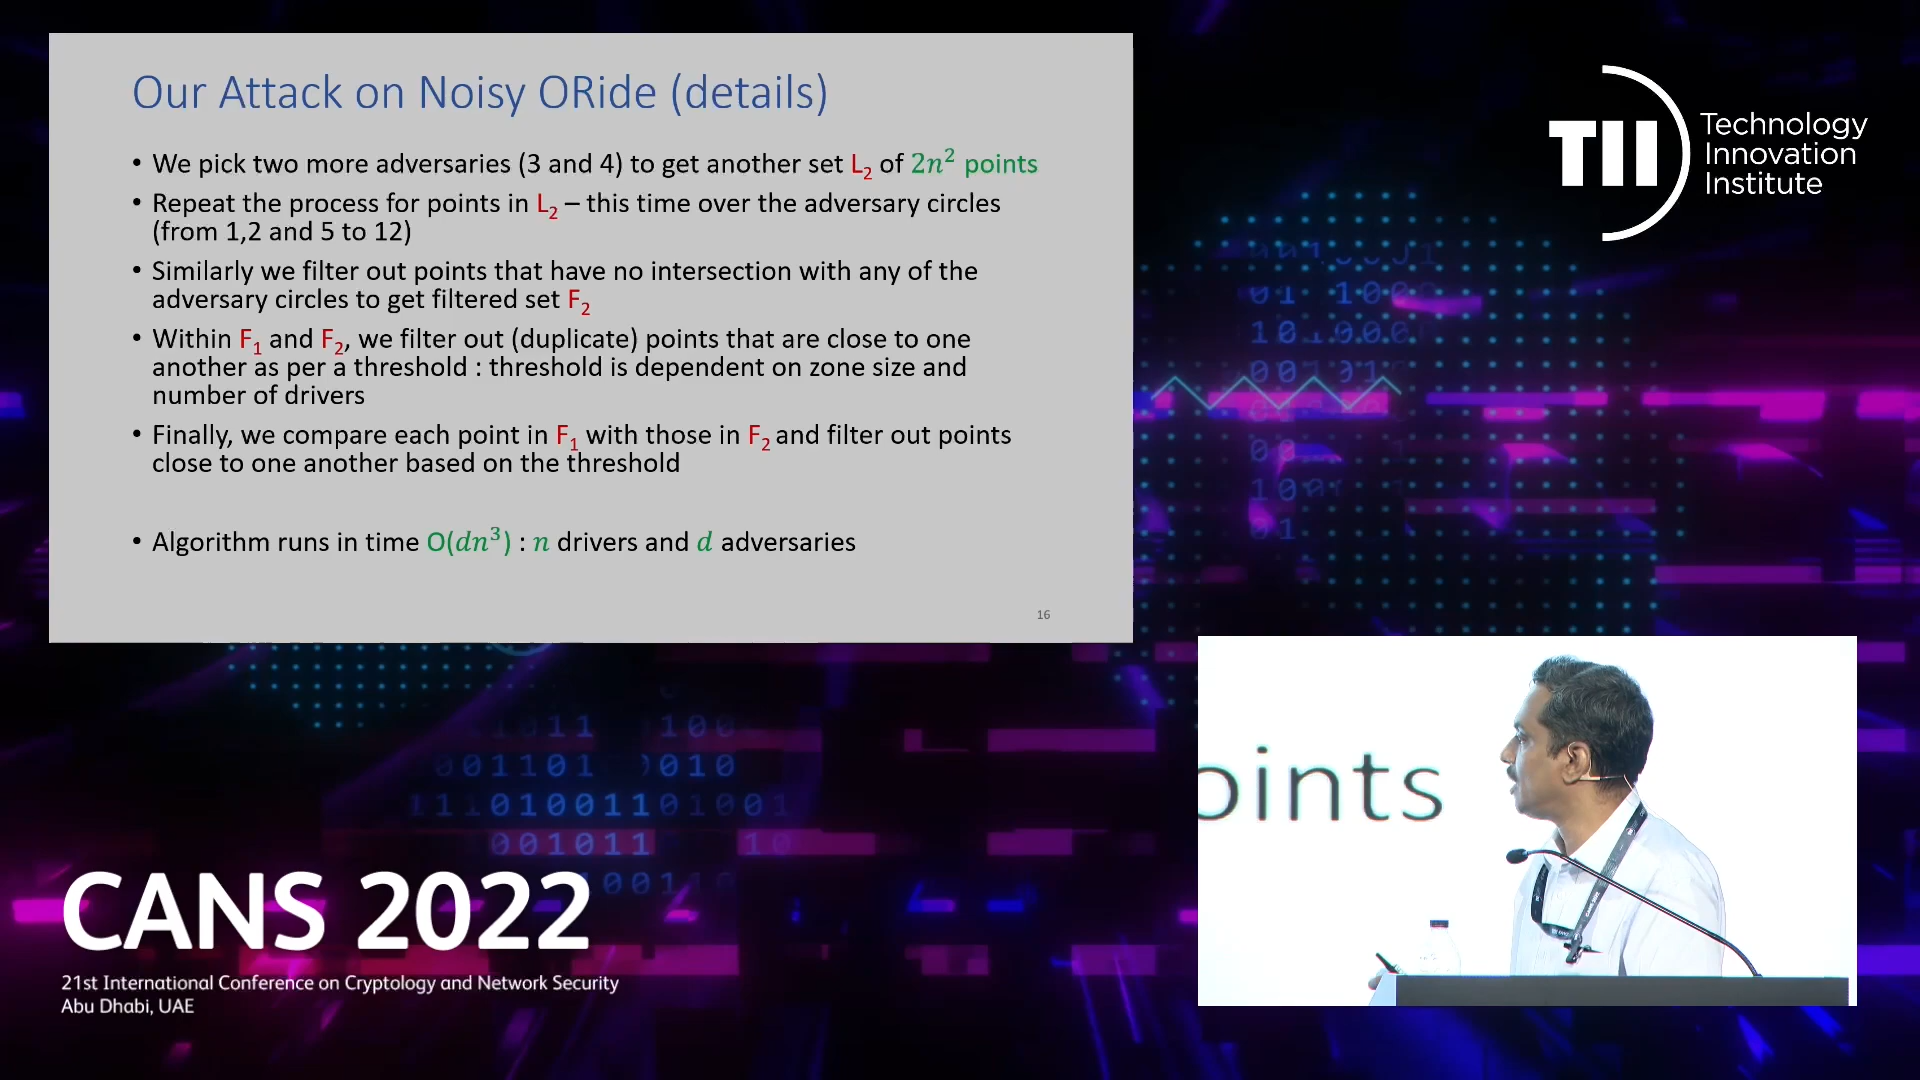 Our Attack on Noisy ORide (details)
• We pick two more adversaries (3 and 4) to get another set L₂ of 2n² points
• Repeat the process for points in L₂ – this time over the adversary circles
(from 1,2 and 5 to 12)
• Similarly we filter out points that have no intersection with any of the
adversary circles to get filtered set F₂
• Within F₁ and F₂, we filter out (duplicate) points that are close to one
another as per a threshold : threshold is dependent on zone size and
number of drivers
• Finally, we compare each point in F₁ with those in F₂ and filter out points
close to one another based on the threshold
• Algorithm runs in time O(dn³) : n drivers and d adversaries
16
TII
Technology
Innovation
Institute
oints
CANS 2022
21st International Conference on Cryptology and Network Security
Abu Dhabi, UAE